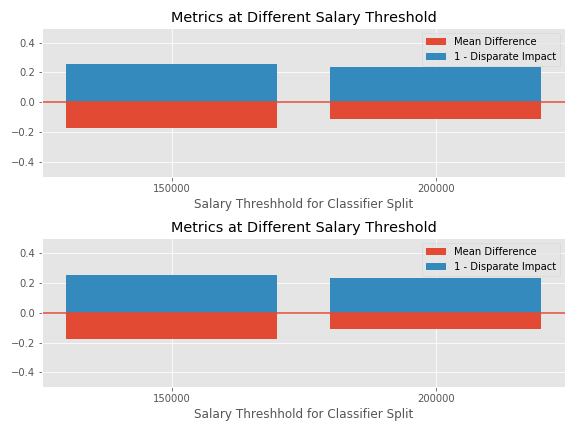 Metrics at Different Salary Threshold
0.4
0.2
0.0
−0.2
−0.4
Mean Difference
1 - Disparate Impact
150000
200000
Salary Threshhold for Classifier Split
Metrics at Different Salary Threshold
0.4
0.2
0.0
−0.2
−0.4
Mean Difference
1 - Disparate Impact
150000
200000
Salary Threshhold for Classifier Split